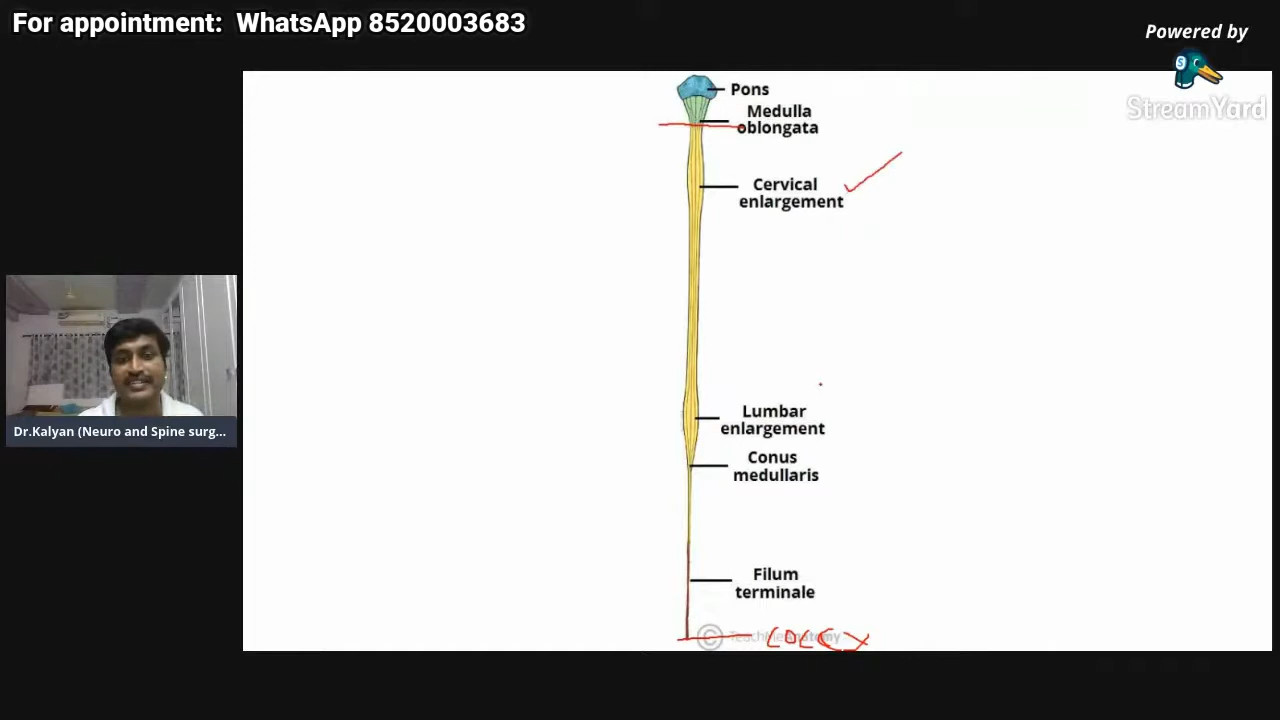 For appointment: WhatsApp 8520003683
Powered by
S
StreamYard
Pons
Medulla
oblongata
Cervical
enlargement
Lumbar
enlargement
Conus
medullaris
Filum
terminale
© TeachMeAnatomy
Dr.Kalyan (Neuro and Spine surg...